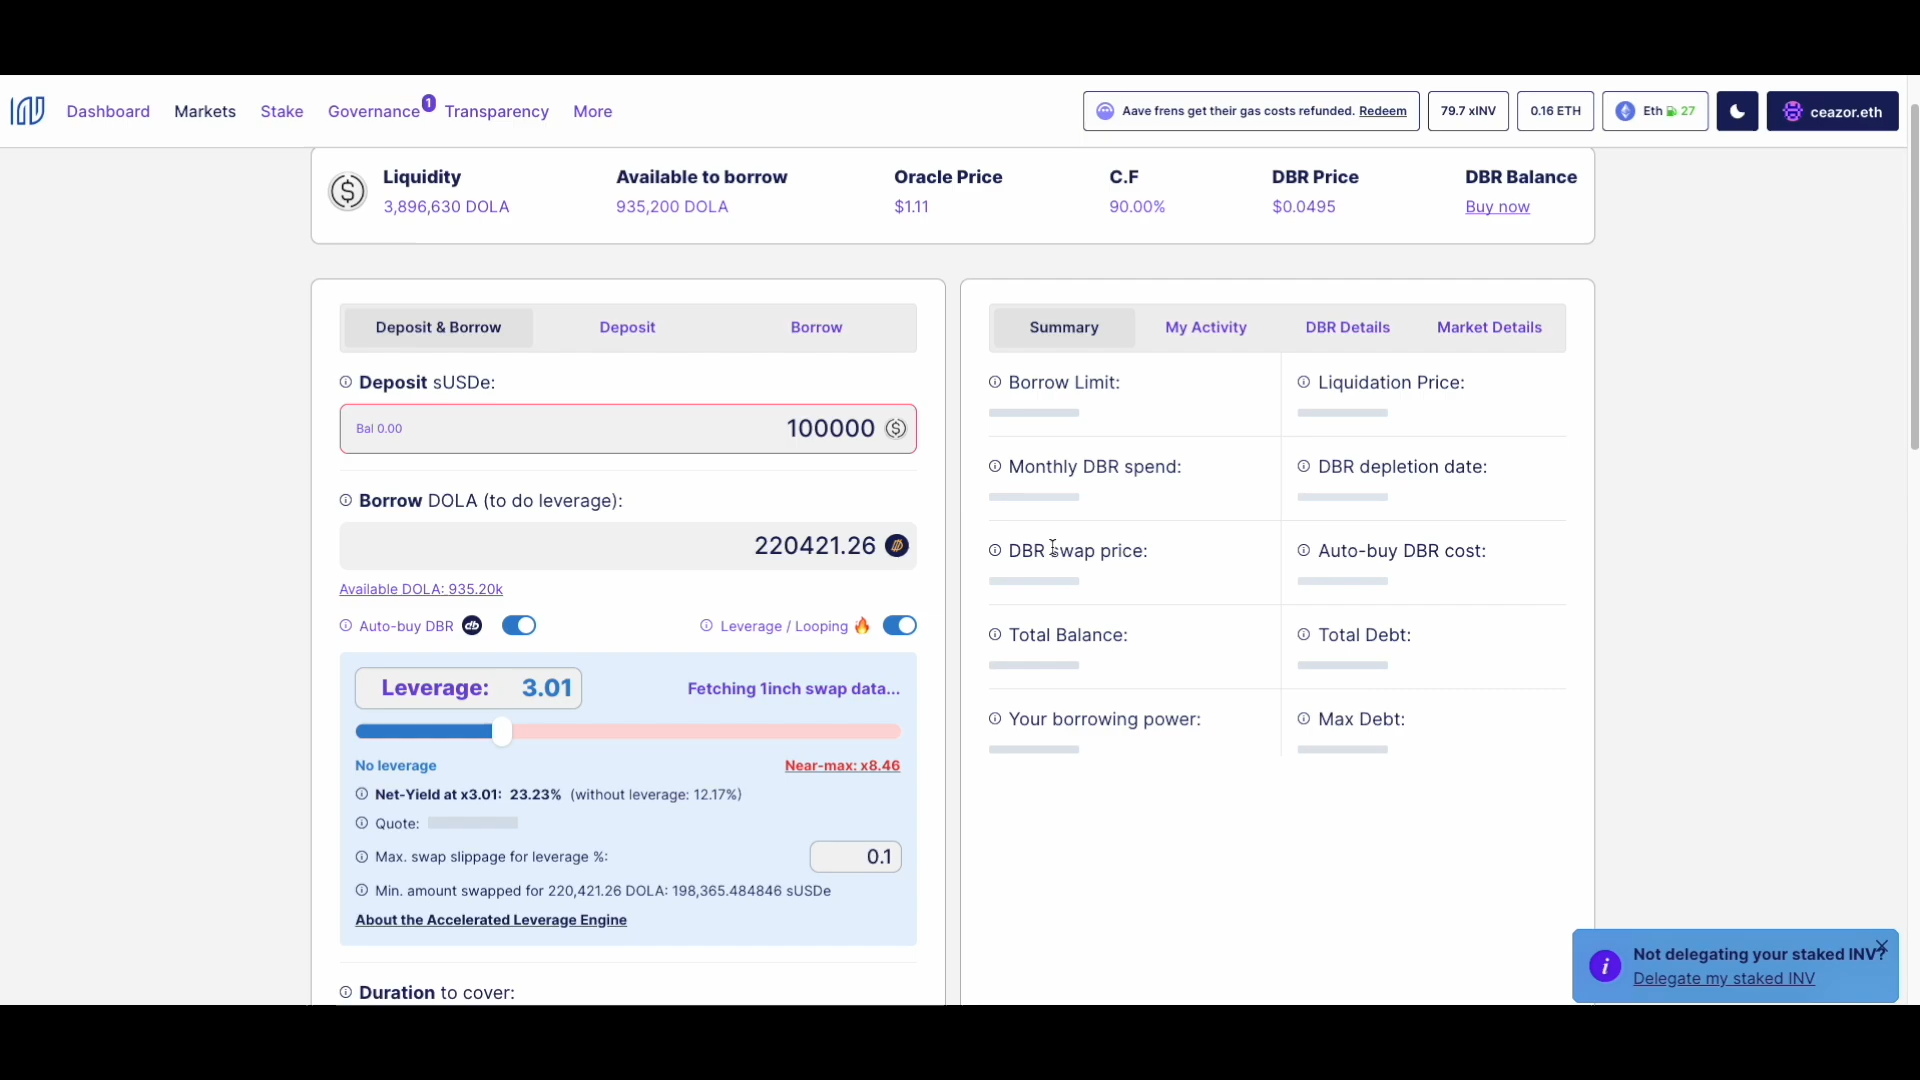 Dashboard Markets Stake Governance 1 Transparency More
Aave frens get their gas costs refunded. Redeem 79.7 xINV 0.16 ETH Eth 27 ceazor.eth
Liquidity Available to borrow Oracle Price C.F DBR Price DBR Balance
3,896,630 DOLA 935,200 DOLA $1.11 90.00% $0.0495 Buy now
Deposit & Borrow Deposit Borrow
Deposit sUSDe:
Bal 0.00 100000
Borrow DOLA (to do leverage):
220421.26
Available DOLA: 935.20k
Auto-buy DBR db Leverage / Looping 🔥
Leverage: 3.01 Fetching 1inch swap data...
No leverage Near-max: x8.46
Net-Yield at x3.01: 23.23% (without leverage: 12.17%)
Quote:
Max. swap slippage for leverage %: 0.1
Min. amount swapped for 220,421.26 DOLA: 198,365.484846 sUSDe
About the Accelerated Leverage Engine
Duration to cover:
Summary My Activity DBR Details Market Details
Borrow Limit: Liquidation Price:
Monthly DBR spend: DBR depletion date:
DBR swap price: Auto-buy DBR cost:
Total Balance: Total Debt:
Your borrowing power: Max Debt:
Not delegating your staked INV?
Delegate my staked INV